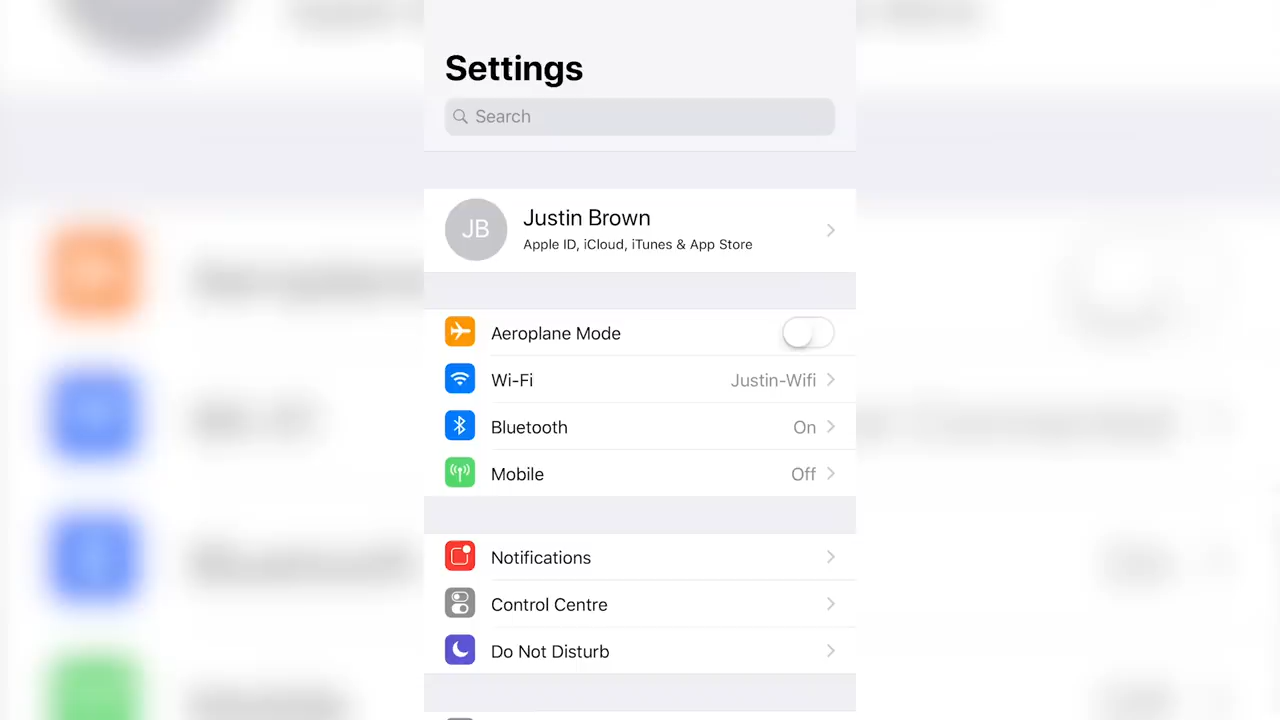 Settings
Search
JB
Justin Brown
Apple ID, iCloud, iTunes & App Store
Aeroplane Mode
Wi-Fi Justin-Wifi
Bluetooth On
Mobile Off
Notifications
Control Centre
Do Not Disturb